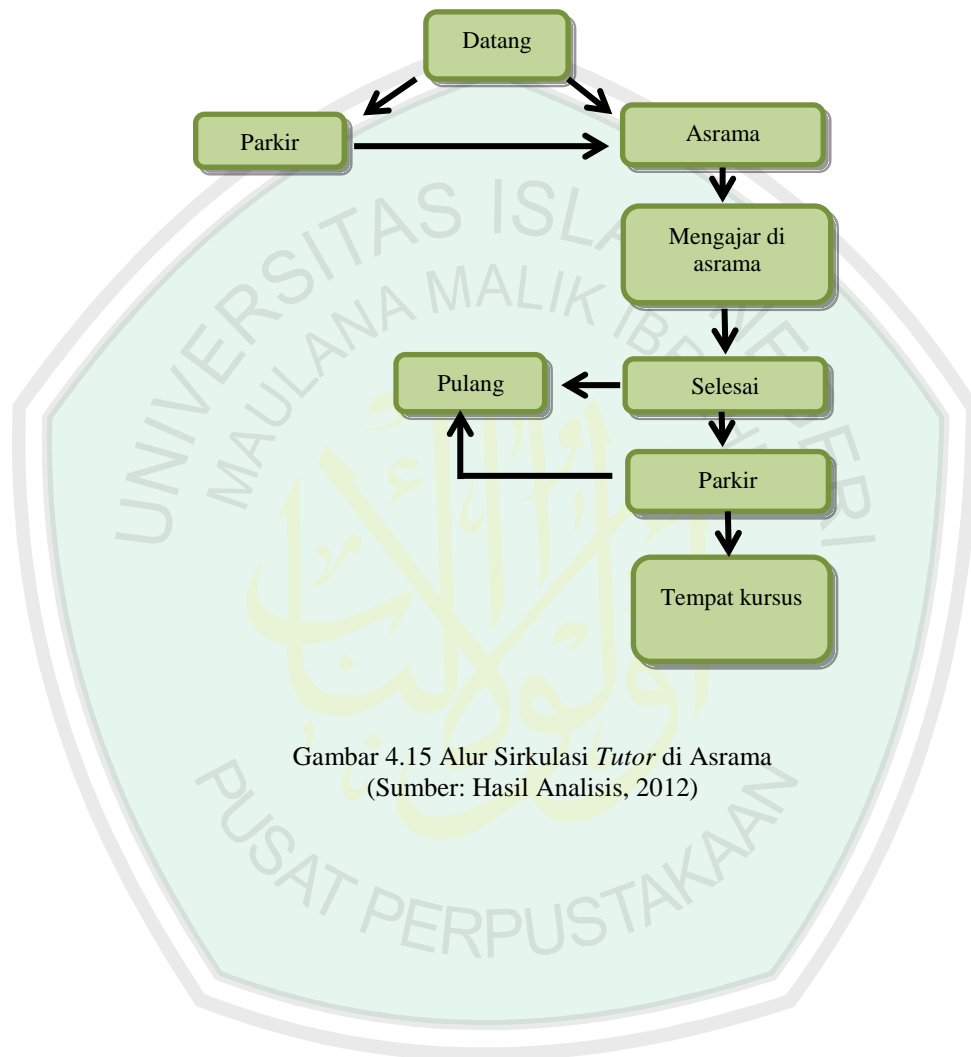 Datang
Parkir
Asrama
Mengajar di
asrama
Pulang
Selesai
Parkir
Tempat kursus
Gambar 4.15 Alur Sirkulasi Tutor di Asrama
(Sumber: Hasil Analisis, 2012)
UNIVERSITAS ISLAM NEGERI
MAULANA MALIK IBRAHIM
PUSAT PERPUSTAKAAN